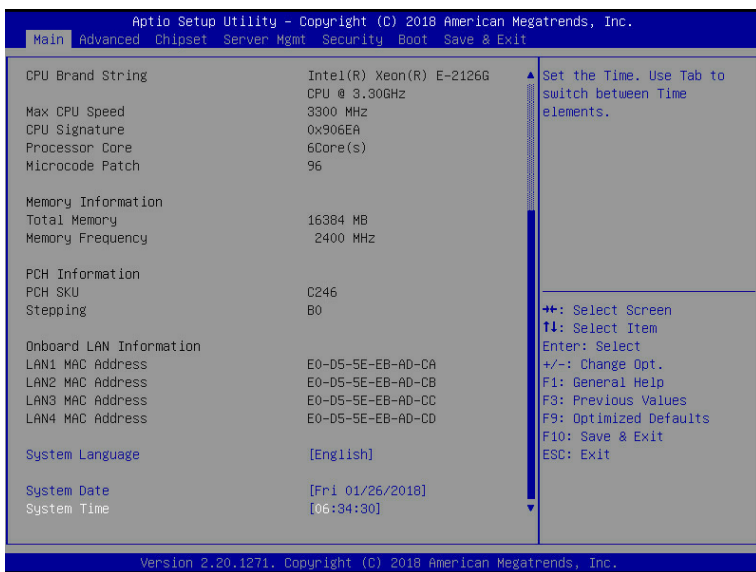 Aptio Setup Utility – Copyright (C) 2018 American Megatrends, Inc.
Main Advanced Chipset Server Mgmt Security Boot Save & Exit
CPU Brand String Intel(R) Xeon(R) E-2126G
CPU @ 3.30GHz
Max CPU Speed 3300 MHz
CPU Signature 0x906EA
Processor Core 6Core(s)
Microcode Patch 96
Memory Information
Total Memory 16384 MB
Memory Frequency 2400 MHz
PCH Information
PCH SKU C246
Stepping B0
Onboard LAN Information
LAN1 MAC Address E0-D5-5E-EB-AD-CA
LAN2 MAC Address E0-D5-5E-EB-AD-CB
LAN3 MAC Address E0-D5-5E-EB-AD-CC
LAN4 MAC Address E0-D5-5E-EB-AD-CD
System Language [English]
System Date [Fri 01/26/2018]
System Time [06:34:30]
Set the Time. Use Tab to
switch between Time
elements.
→←: Select Screen
↑↓: Select Item
Enter: Select
+/-: Change Opt.
F1: General Help
F3: Previous Values
F9: Optimized Defaults
F10: Save & Exit
ESC: Exit
Version 2.20.1271. Copyright (C) 2018 American Megatrends, Inc.